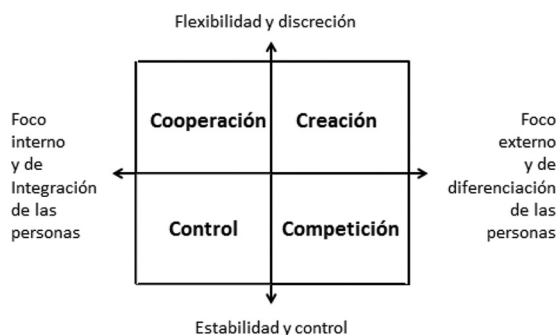 Flexibilidad y discreción
Foco
interno
y de
Integración
de las
personas
Cooperación
Creación
Control
Competición
Foco
externo
y de
diferenciación
de las
personas
Estabilidad y control